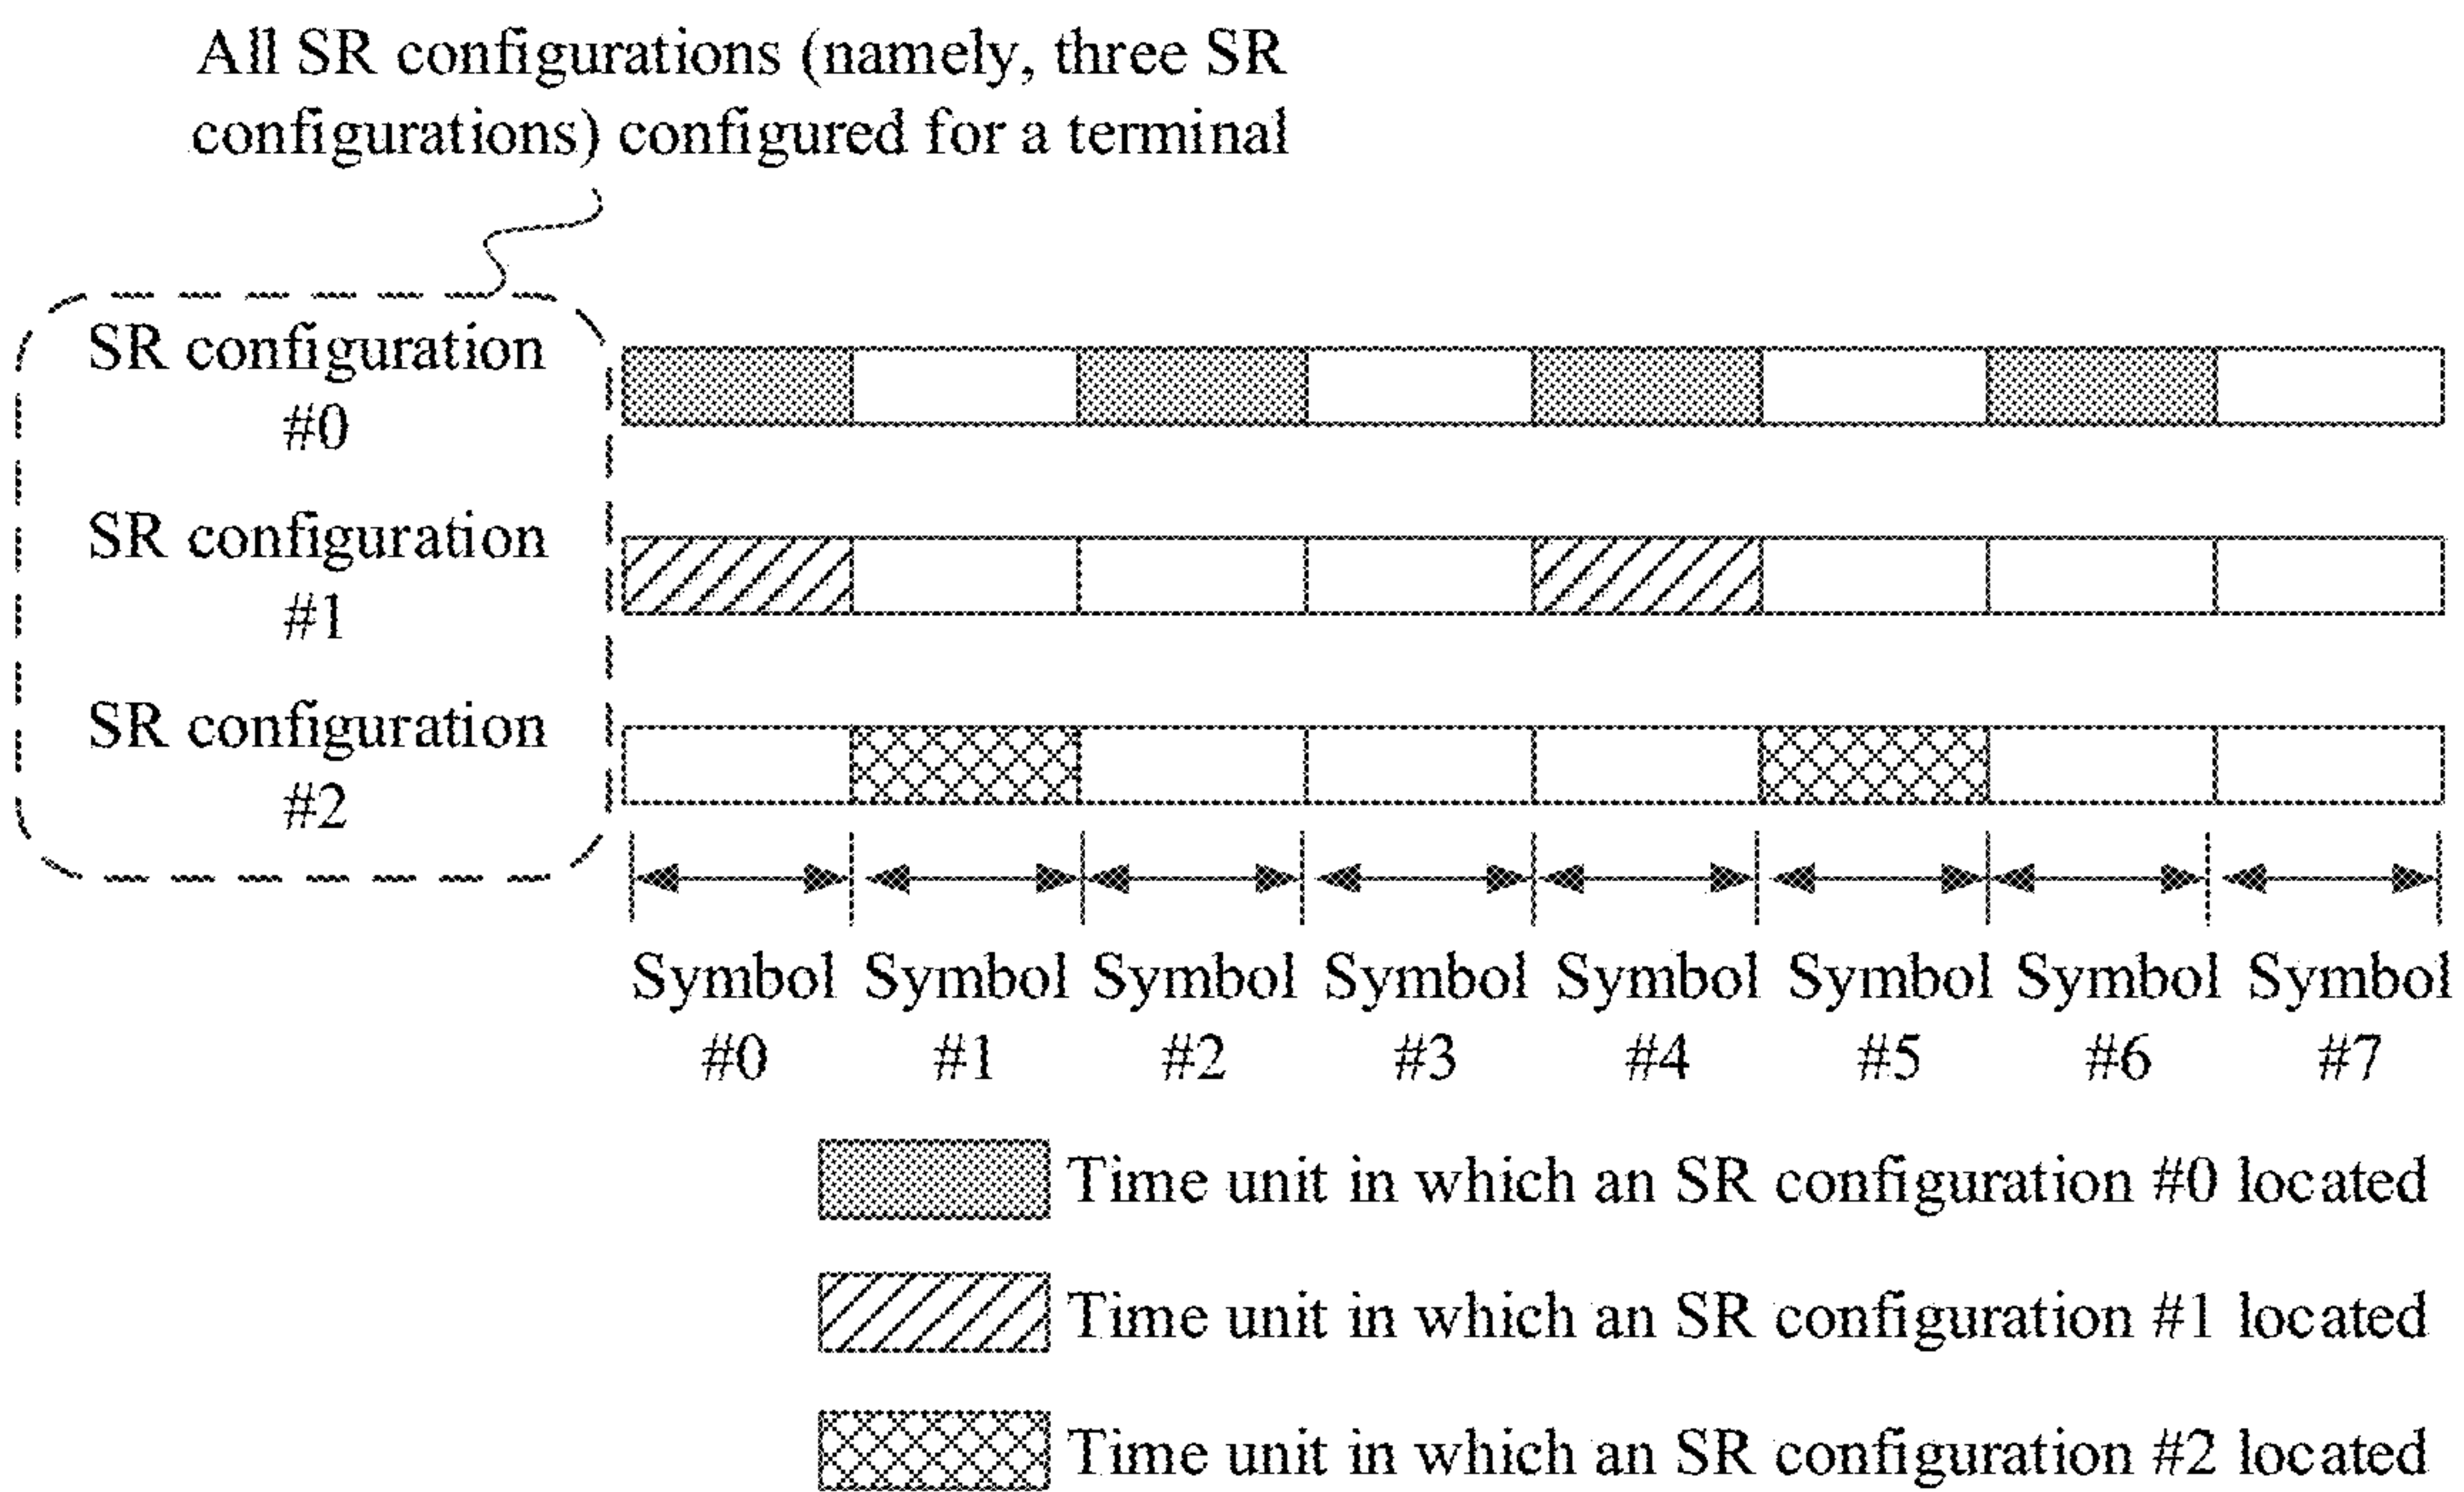 All SR configurations (namely, three SR
configurations) configured for a terminal
SR configuration
#0
SR configuration
#1
SR configuration
#2
Symbol Symbol Symbol Symbol Symbol Symbol Symbol Symbol
#0 #1 #2 #3 #4 #5 #6 #7
Time unit in which an SR configuration #0 located
Time unit in which an SR configuration #1 located
Time unit in which an SR configuration #2 located